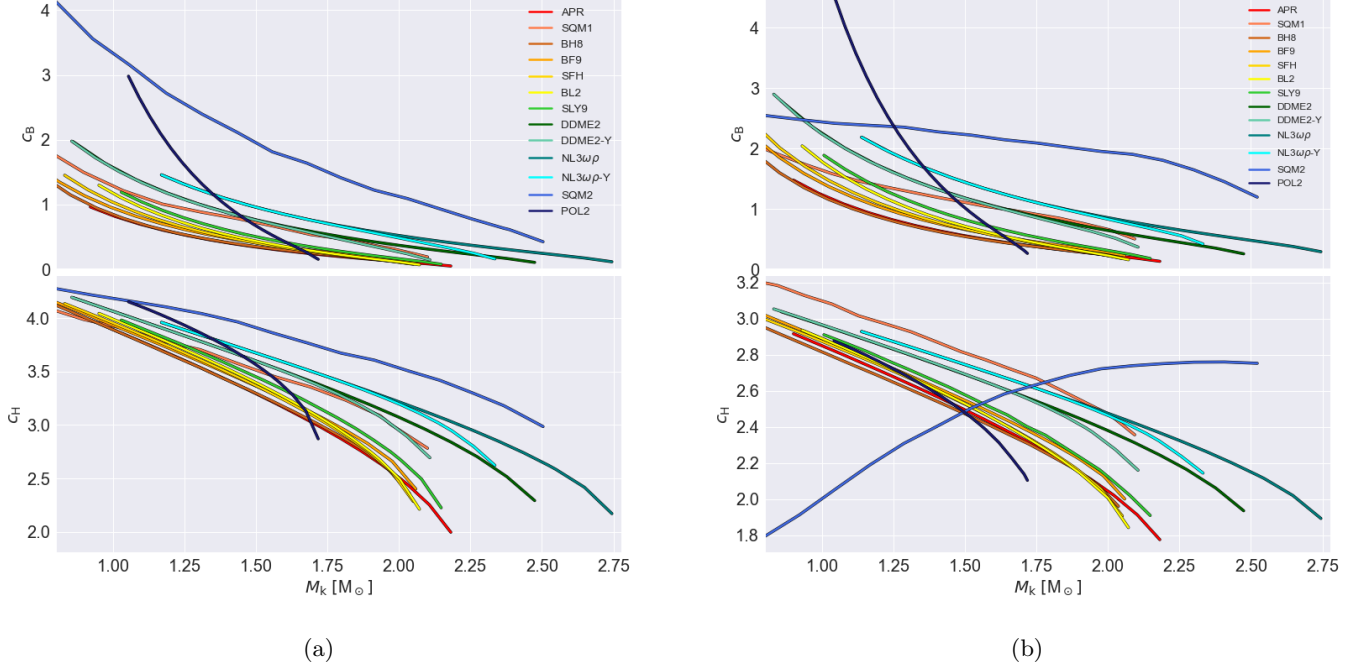 4
3
2
1
0
c_B
APR
SQM1
BH8
BF9
SFH
BL2
SLY9
DDME2
DDME2-Y
NL3ωρ
NL3ωρ-Y
SQM2
POL2
4.0
3.5
3.0
2.5
2.0
c_H
1.00 1.25 1.50 1.75 2.00 2.25 2.50 2.75
M_k [M_⊙]
(a)
4
3
2
1
0
c_B
APR
SQM1
BH8
BF9
SFH
BL2
SLY9
DDME2
DDME2-Y
NL3ωρ
NL3ωρ-Y
SQM2
POL2
3.2
3.0
2.8
2.6
2.4
2.2
2.0
1.8
c_H
1.00 1.25 1.50 1.75 2.00 2.25 2.50 2.75
M_k [M_⊙]
(b)